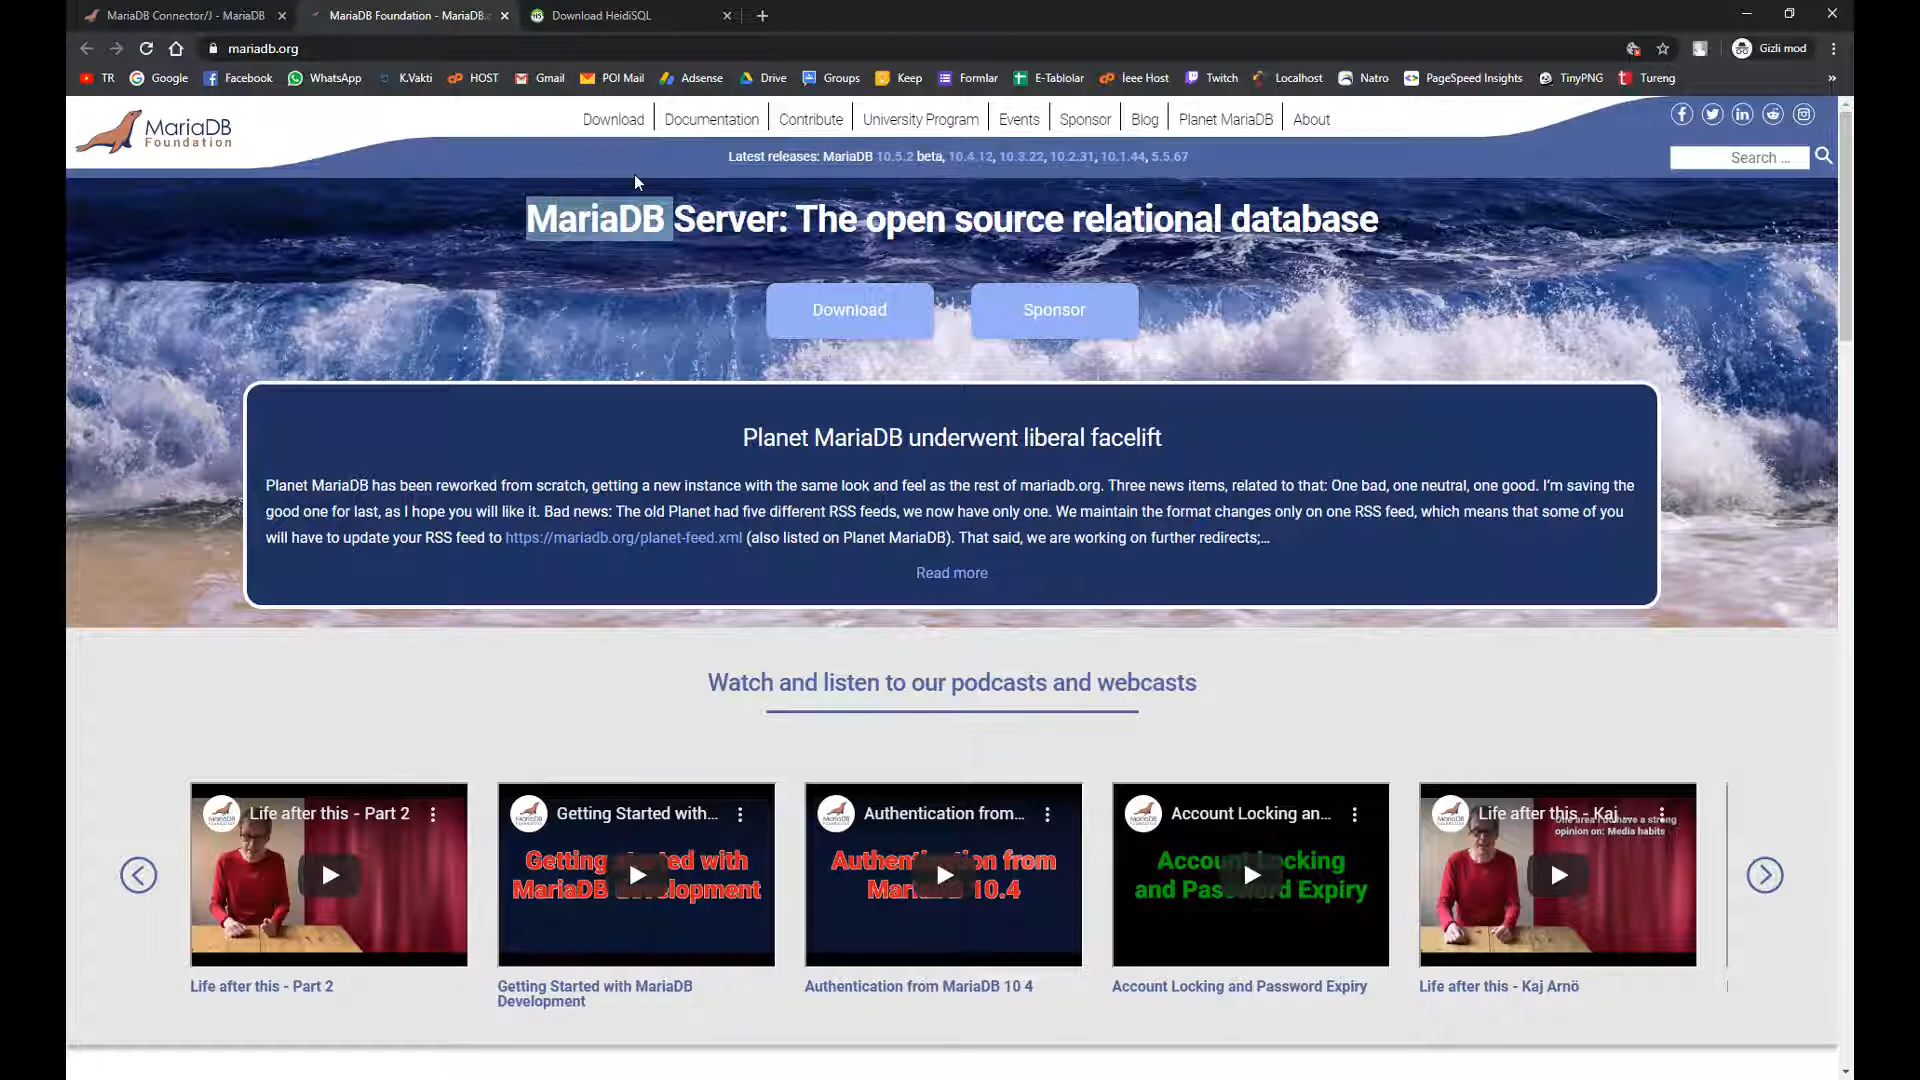 MariaDB Connector/J - MariaDB
MariaDB Foundation - MariaDB.
Download HeidiSQL
mariadb.org
Gizli mod
TR
Google
Facebook
WhatsApp
K.Vakti
HOST
Gmail
POI Mail
Adsense
Drive
Groups
Keep
Formlar
E-Tablolar
İeee Host
Twitch
Localhost
Natro
PageSpeed Insights
TinyPNG
Tureng
MariaDB
Foundation
Download
Documentation
Contribute
University Program
Events
Sponsor
Blog
Planet MariaDB
About
Latest releases: MariaDB 10.5.2 beta, 10.4.12, 10.3.22, 10.2.31, 10.1.44, 5.5.67
Search ...
MariaDB Server: The open source relational database
Download
Sponsor
Planet MariaDB underwent liberal facelift
Planet MariaDB has been reworked from scratch, getting a new instance with the same look and feel as the rest of mariadb.org. Three news items, related to that: One bad, one neutral, one good. I'm saving the
good one for last, as I hope you will like it. Bad news: The old Planet had five different RSS feeds, we now have only one. We maintain the format changes only on one RSS feed, which means that some of you
will have to update your RSS feed to https://mariadb.org/planet-feed.xml (also listed on Planet MariaDB). That said, we are working on further redirects;...
Read more
Watch and listen to our podcasts and webcasts
Life after this - Part 2
Getting Started with...
Getting started with
MariaDB development
Authentication from...
Authentication from
MariaDB 10.4
Account Locking an...
Account Locking
and Password Expiry
Life after this - Kaj ...
have a strong
opinion on: Media habits
Life after this - Part 2
Getting Started with MariaDB
Development
Authentication from MariaDB 10 4
Account Locking and Password Expiry
Life after this - Kaj Arnö